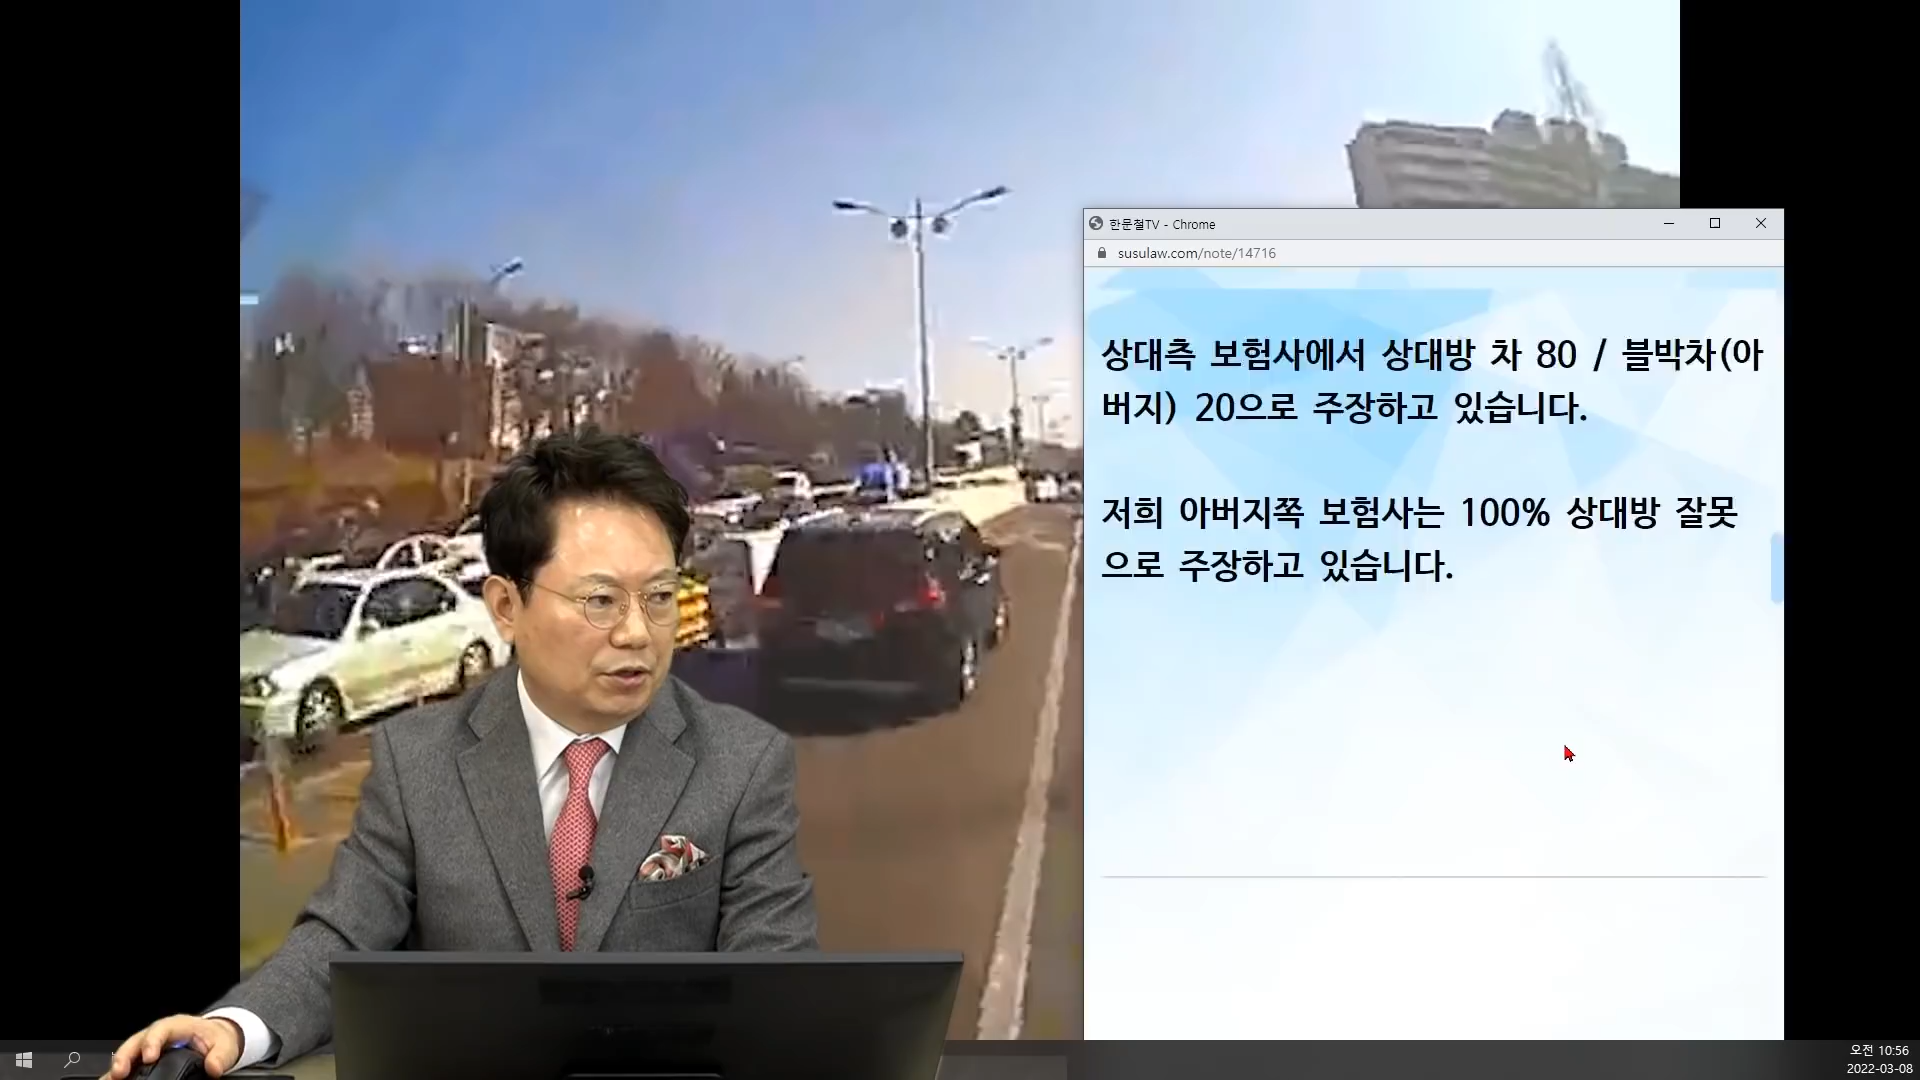 한문철TV - Chrome
susulaw.com/note/14716
상대측 보험사에서 상대방 차 80 / 블박차(아
버지) 20으로 주장하고 있습니다.
저희 아버지쪽 보험사는 100% 상대방 잘못
으로 주장하고 있습니다.
오전 10:56
2022-03-08